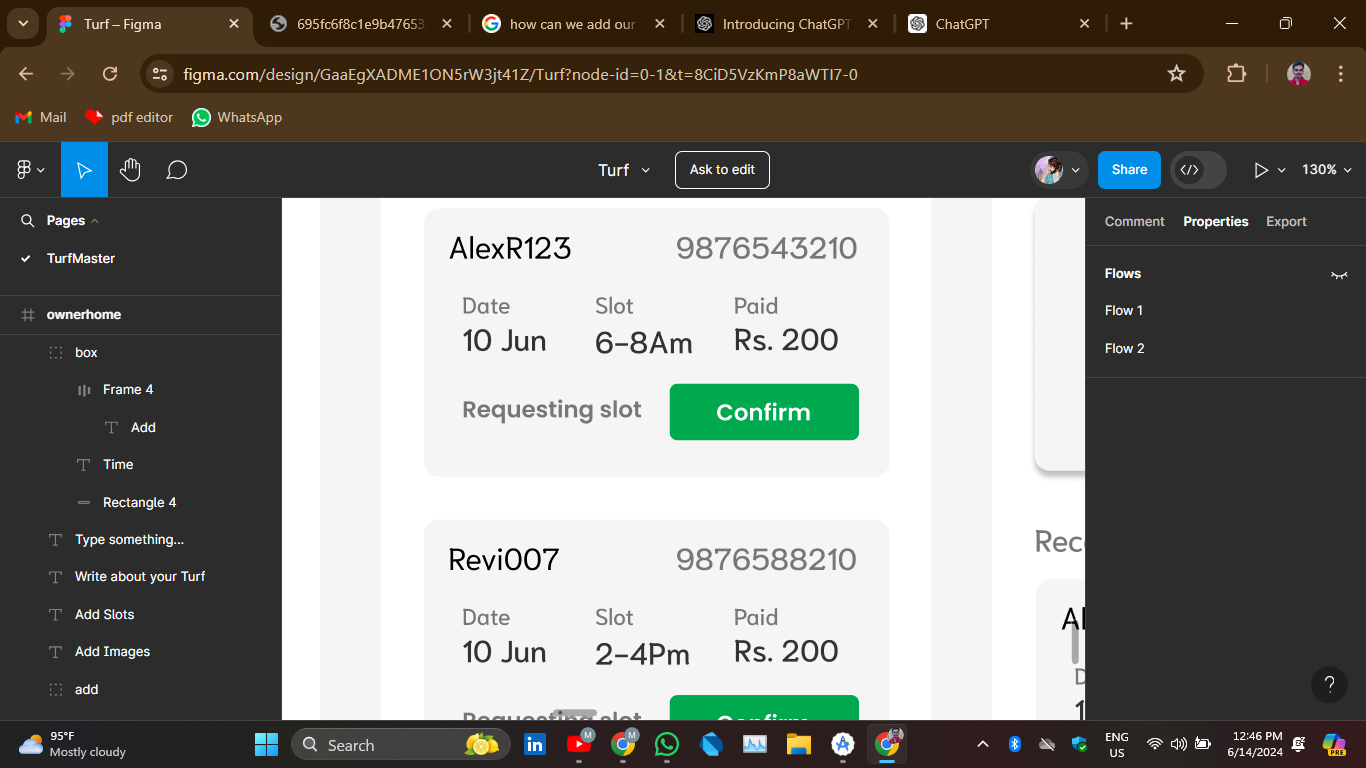 Turf – Figma
695fc6f8c1e9b47653
how can we add our
Introducing ChatGPT
ChatGPT
figma.com/design/GaaEgXADME1ON5rW3jt41Z/Turf?node-id=0-1&t=8CiD5VzKmP8aWTI7-0
Mail
pdf editor
WhatsApp
Turf
Ask to edit
Share
130%
Pages
TurfMaster
ownerhome
box
Frame 4
Add
Time
Rectangle 4
Type something...
Write about your Turf
Add Slots
Add Images
add
AlexR123 9876543210
Date Slot Paid
10 Jun 6-8Am Rs. 200
Requesting slot Confirm
Revi007 9876588210
Date Slot Paid
10 Jun 2-4Pm Rs. 200
Requesting slot Confirm
Rec
Al
D
1
Comment Properties Export
Flows
Flow 1
Flow 2
?
95°F
Mostly cloudy
Search
M
M
ENG
US
12:46 PM
6/14/2024
PRE